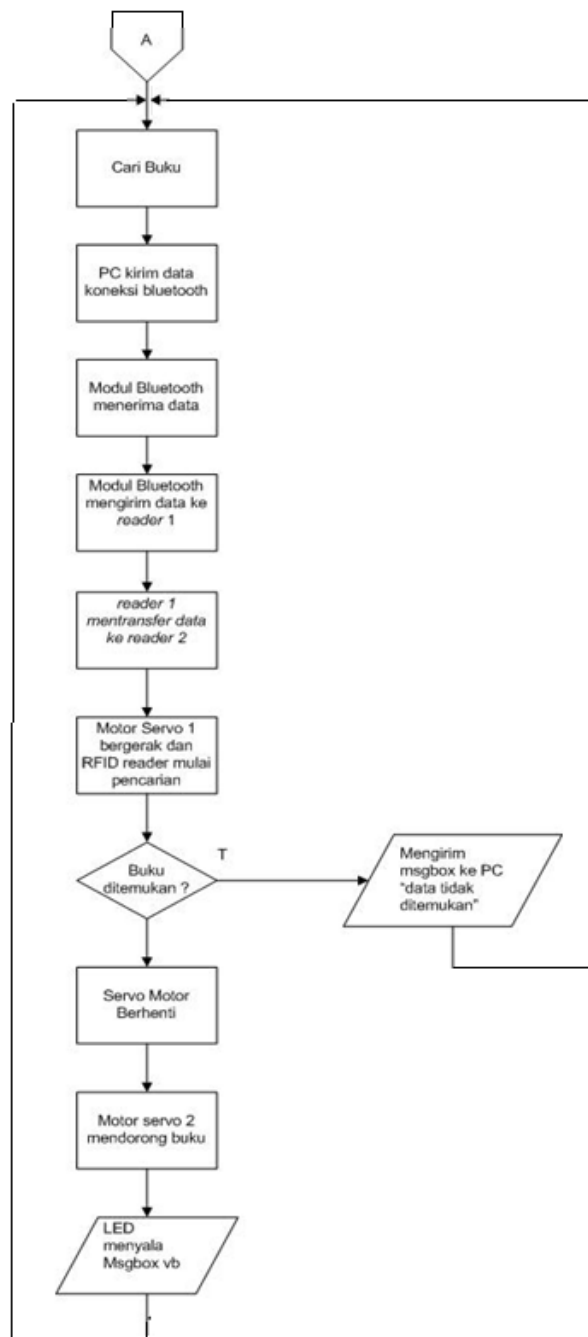 A
Cari Buku
PC kirim data
koneksi bluetooth
Modul Bluetooth
menerima data
Modul Bluetooth
mengirim data ke
reader 1
reader 1
mentransfer data
ke reader 2
Motor Servo 1
bergerak dan
RFID reader mulai
pencarian
Buku
ditemukan ?
T
Mengirim
msgbox ke PC
“data tidak
ditemukan”
Servo Motor
Berhenti
Motor servo 2
mendorong buku
LED
menyala
Msgbox vb